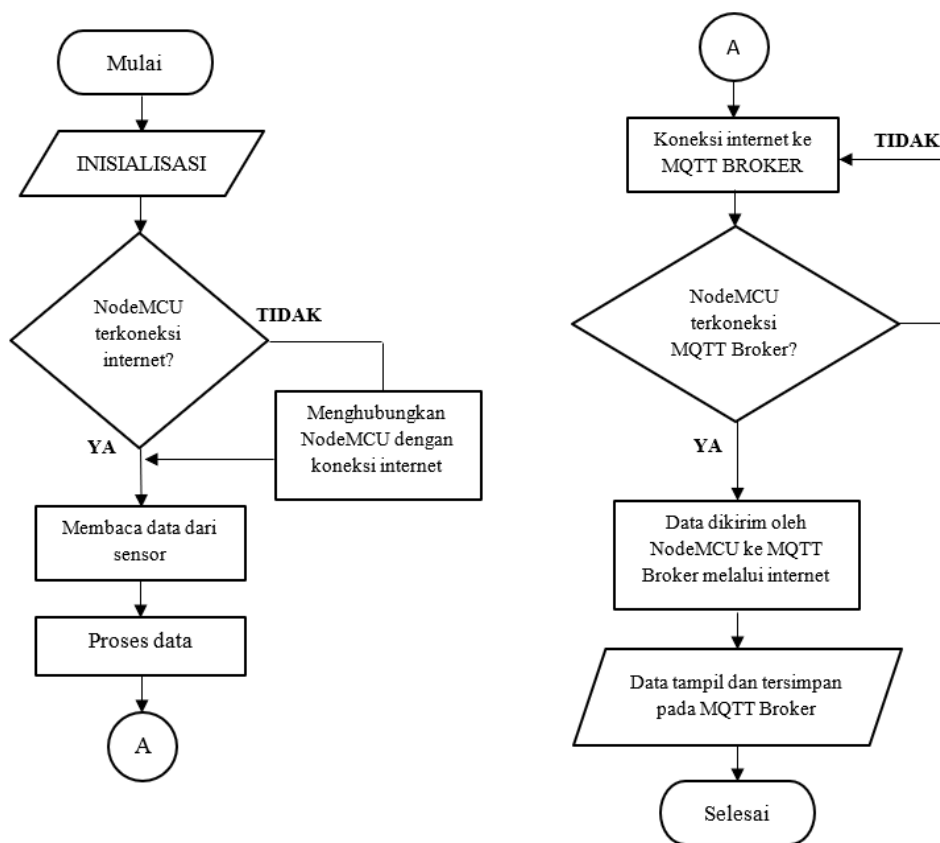 Mulai
INISIALISASI
NodeMCU
terkoneksi
internet?
TIDAK
Menghubungkan
NodeMCU dengan
koneksi internet
YA
Membaca data dari
sensor
Proses data
A
A
Koneksi internet ke
MQTT BROKER
TIDAK
NodeMCU
terkoneksi
MQTT Broker?
YA
Data dikirim oleh
NodeMCU ke MQTT
Broker melalui internet
Data tampil dan tersimpan
pada MQTT Broker
Selesai